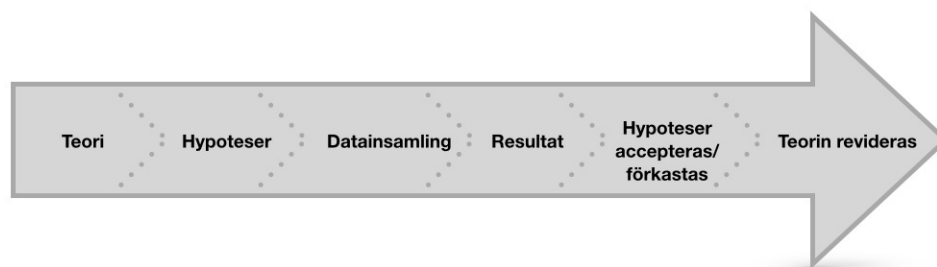 Teori
Hypoteser
Datainsamling
Resultat
Hypoteser
accepteras/
förkastas
Teorin revideras